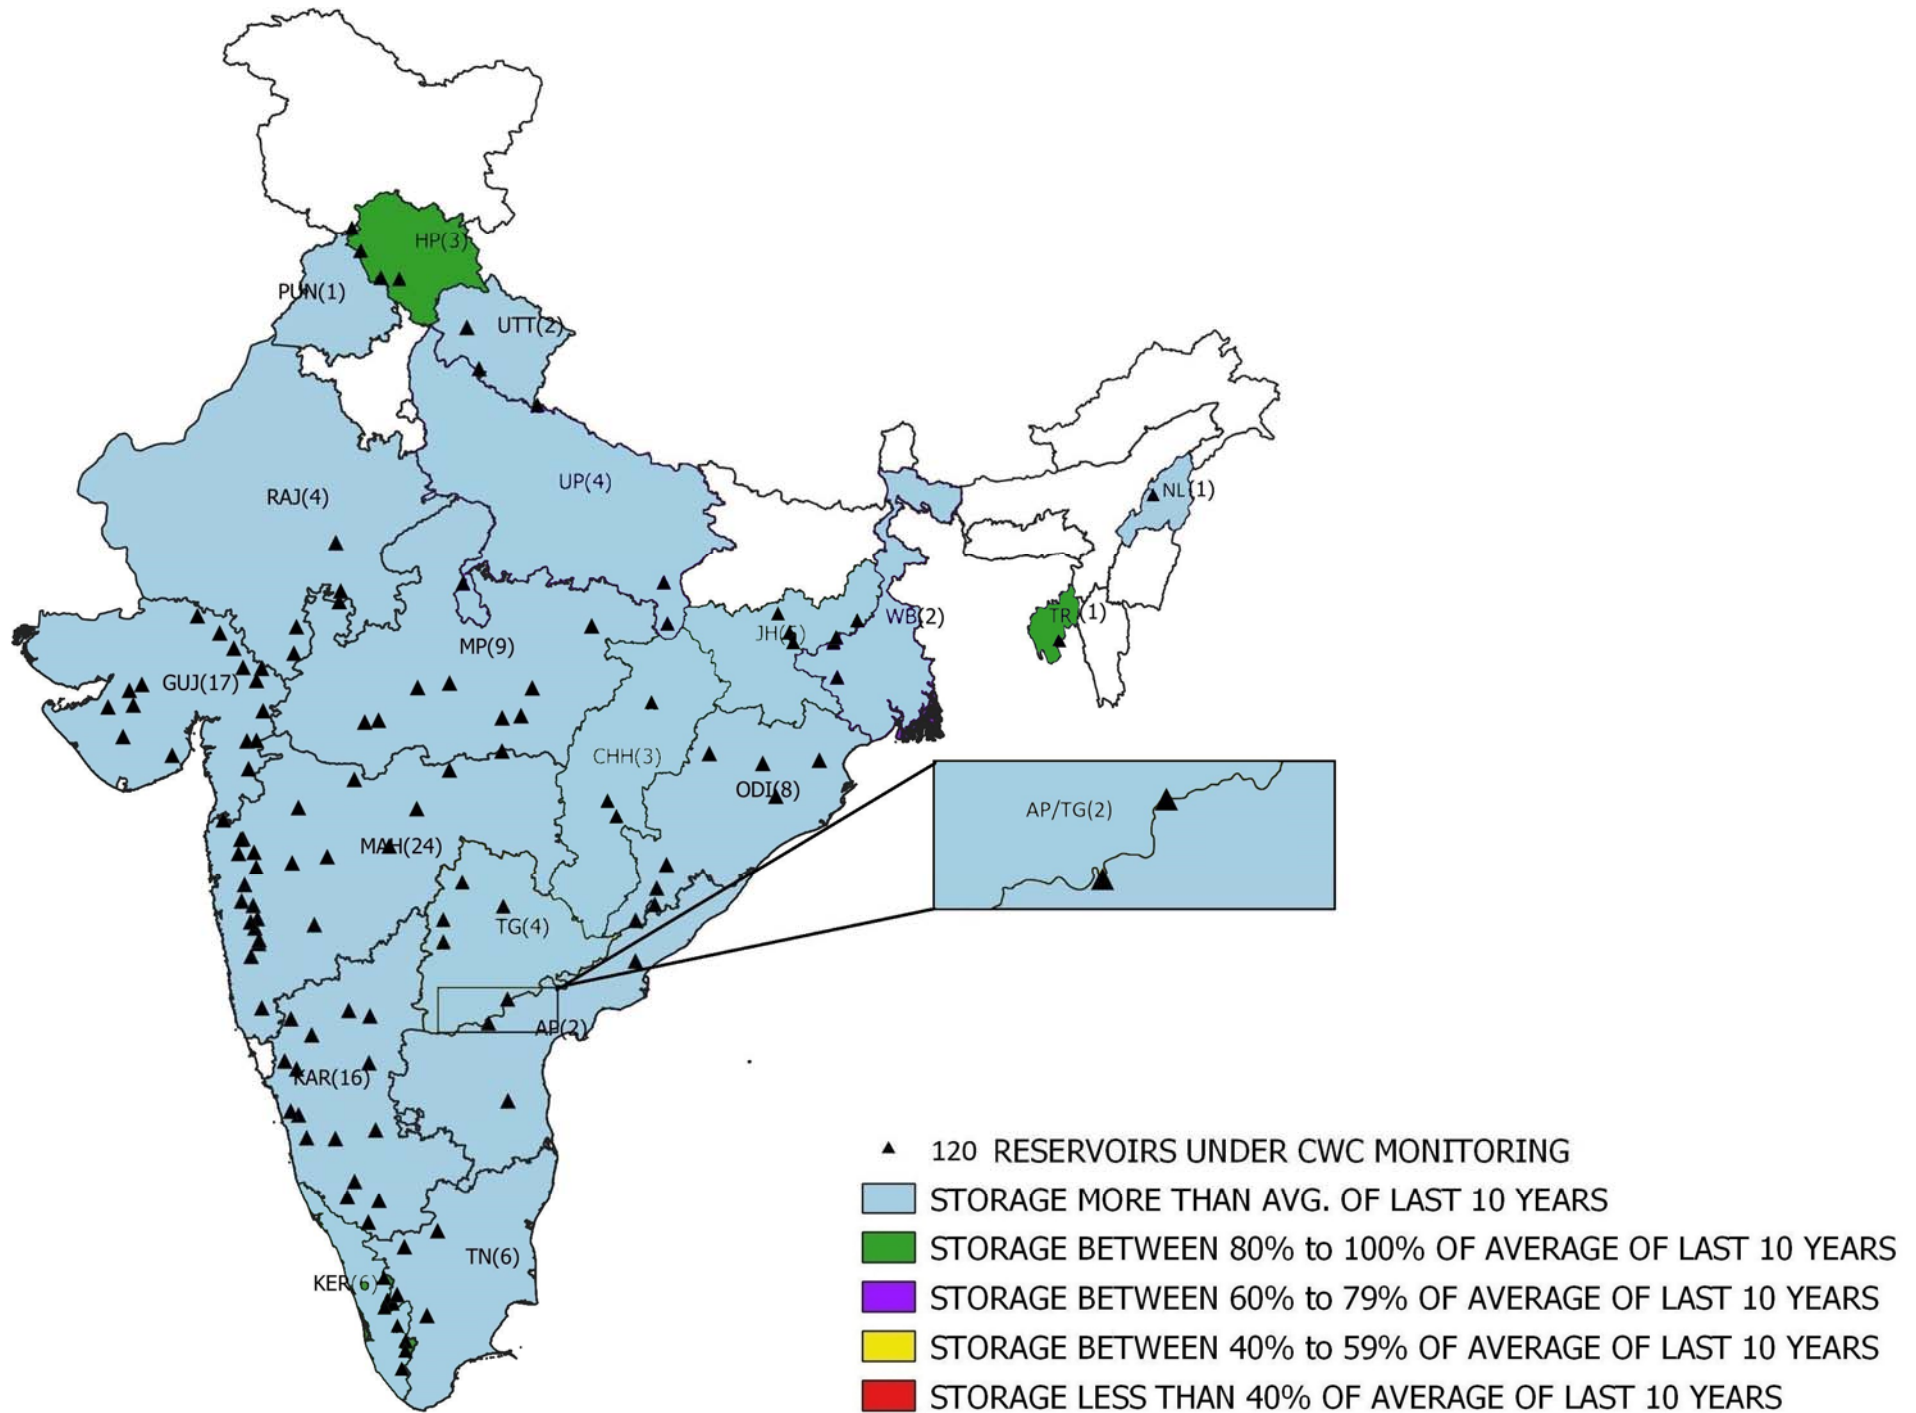 HP(3)
PUN(1)
UTT(2)
UP(4)
RAJ(4)
NL(1)
TR(1)
WB(2)
JH(5)
MP(9)
GUJ(17)
CHH(3)
ODI(8)
AP/TG(2)
MAH(24)
TG(4)
AP(2)
KAR(16)
TN(6)
KER(6)
120 RESERVOIRS UNDER CWC MONITORING
STORAGE MORE THAN AVG. OF LAST 10 YEARS
STORAGE BETWEEN 80% to 100% OF AVERAGE OF LAST 10 YEARS
STORAGE BETWEEN 60% to 79% OF AVERAGE OF LAST 10 YEARS
STORAGE BETWEEN 40% to 59% OF AVERAGE OF LAST 10 YEARS
STORAGE LESS THAN 40% OF AVERAGE OF LAST 10 YEARS